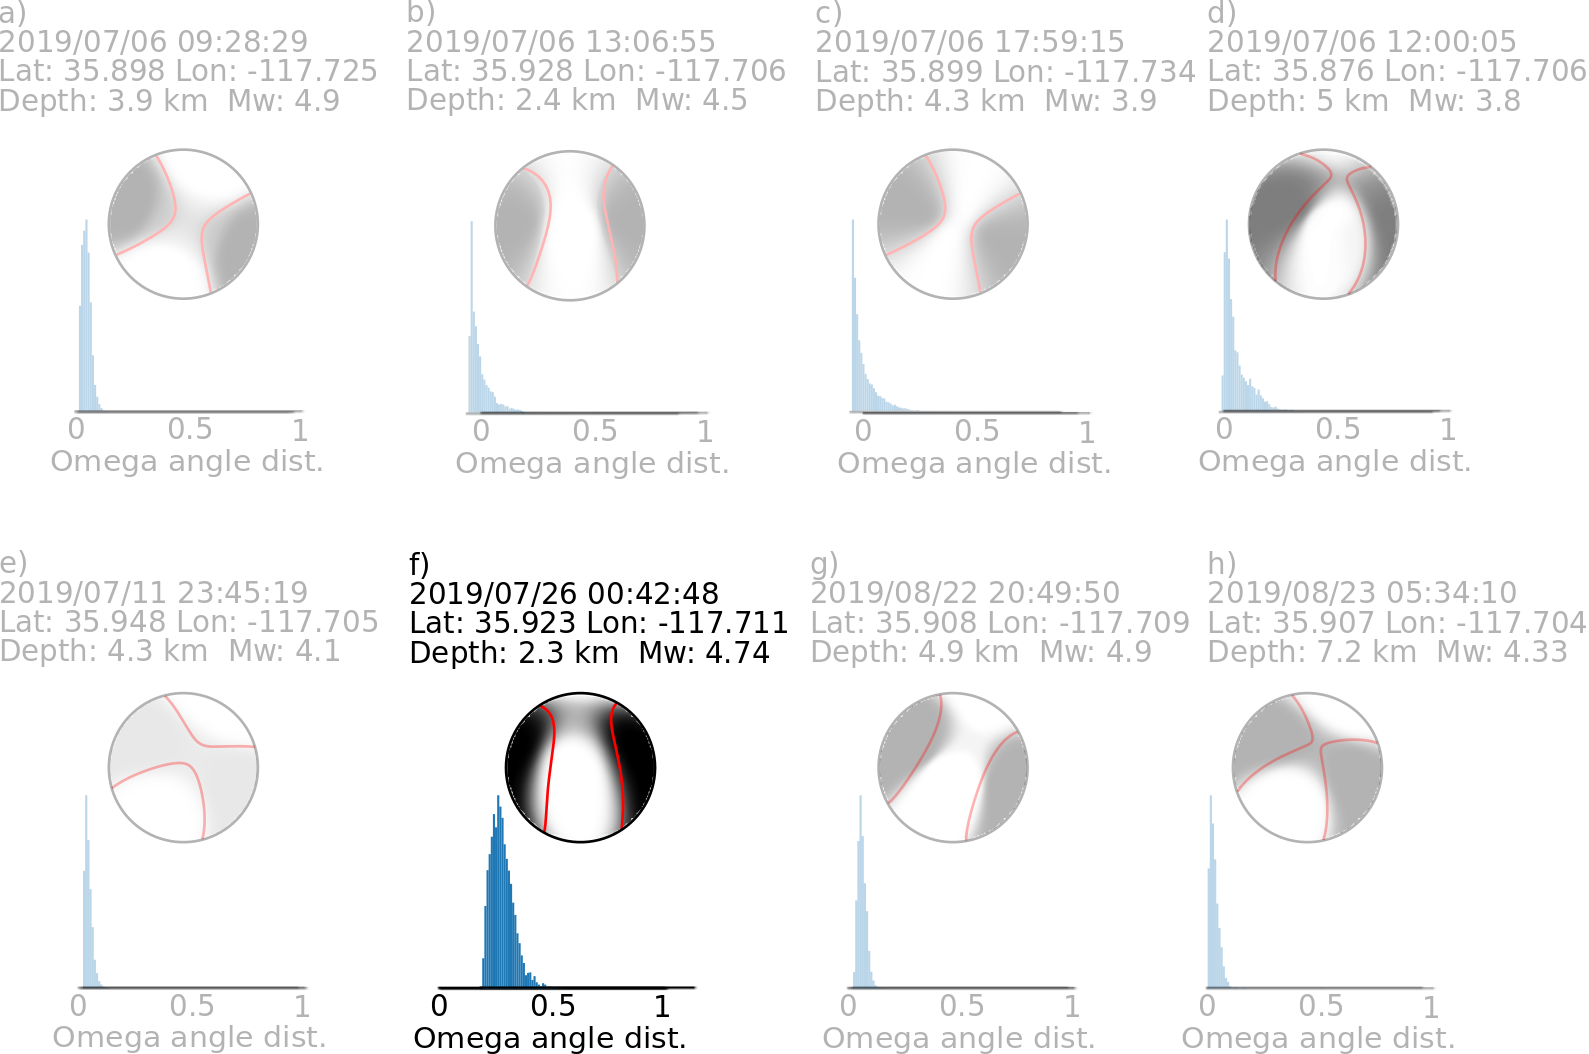 a)
2019/07/06 09:28:29
Lat: 35.898 Lon: -117.725
Depth: 3.9 km  Mw: 4.9
0 0.5 1
Omega angle dist.
b)
2019/07/06 13:06:55
Lat: 35.928 Lon: -117.706
Depth: 2.4 km  Mw: 4.5
0 0.5 1
Omega angle dist.
c)
2019/07/06 17:59:15
Lat: 35.899 Lon: -117.734
Depth: 4.3 km  Mw: 3.9
0 0.5 1
Omega angle dist.
d)
2019/07/06 12:00:05
Lat: 35.876 Lon: -117.706
Depth: 5 km  Mw: 3.8
0 0.5 1
Omega angle dist.
e)
2019/07/11 23:45:19
Lat: 35.948 Lon: -117.705
Depth: 4.3 km  Mw: 4.1
0 0.5 1
Omega angle dist.
f)
2019/07/26 00:42:48
Lat: 35.923 Lon: -117.711
Depth: 2.3 km  Mw: 4.74
0 0.5 1
Omega angle dist.
g)
2019/08/22 20:49:50
Lat: 35.908 Lon: -117.709
Depth: 4.9 km  Mw: 4.9
0 0.5 1
Omega angle dist.
h)
2019/08/23 05:34:10
Lat: 35.907 Lon: -117.704
Depth: 7.2 km  Mw: 4.33
0 0.5 1
Omega angle dist.